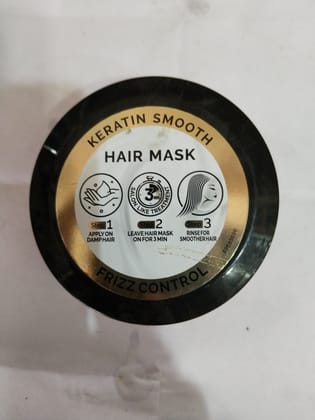 KERATIN SMOOTH
HAIR MASK
SALON LIKE TREATMENT
3
1
APPLY ON
DAMP HAIR
2
LEAVE HAIR MASK
ON FOR 3 MIN
3
RINSE FOR
SMOOTHER HAIR
FRIZZ CONTROL